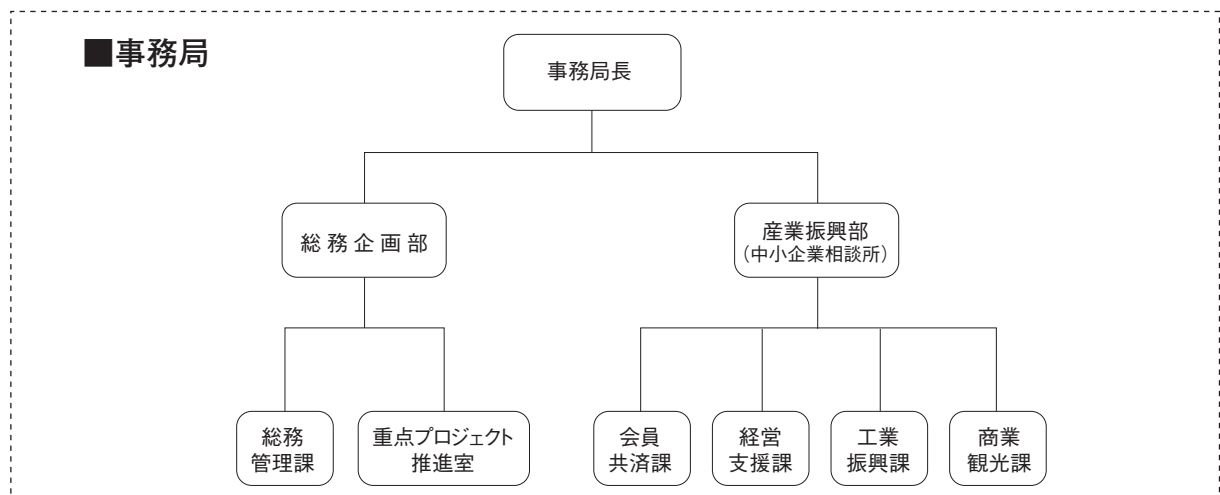 ■事務局
事務局長
総務企画部
産業振興部
（中小企業相談所）
総務
管理課
重点プロジェクト
推進室
会員
共済課
経営
支援課
工業
振興課
商業
観光課